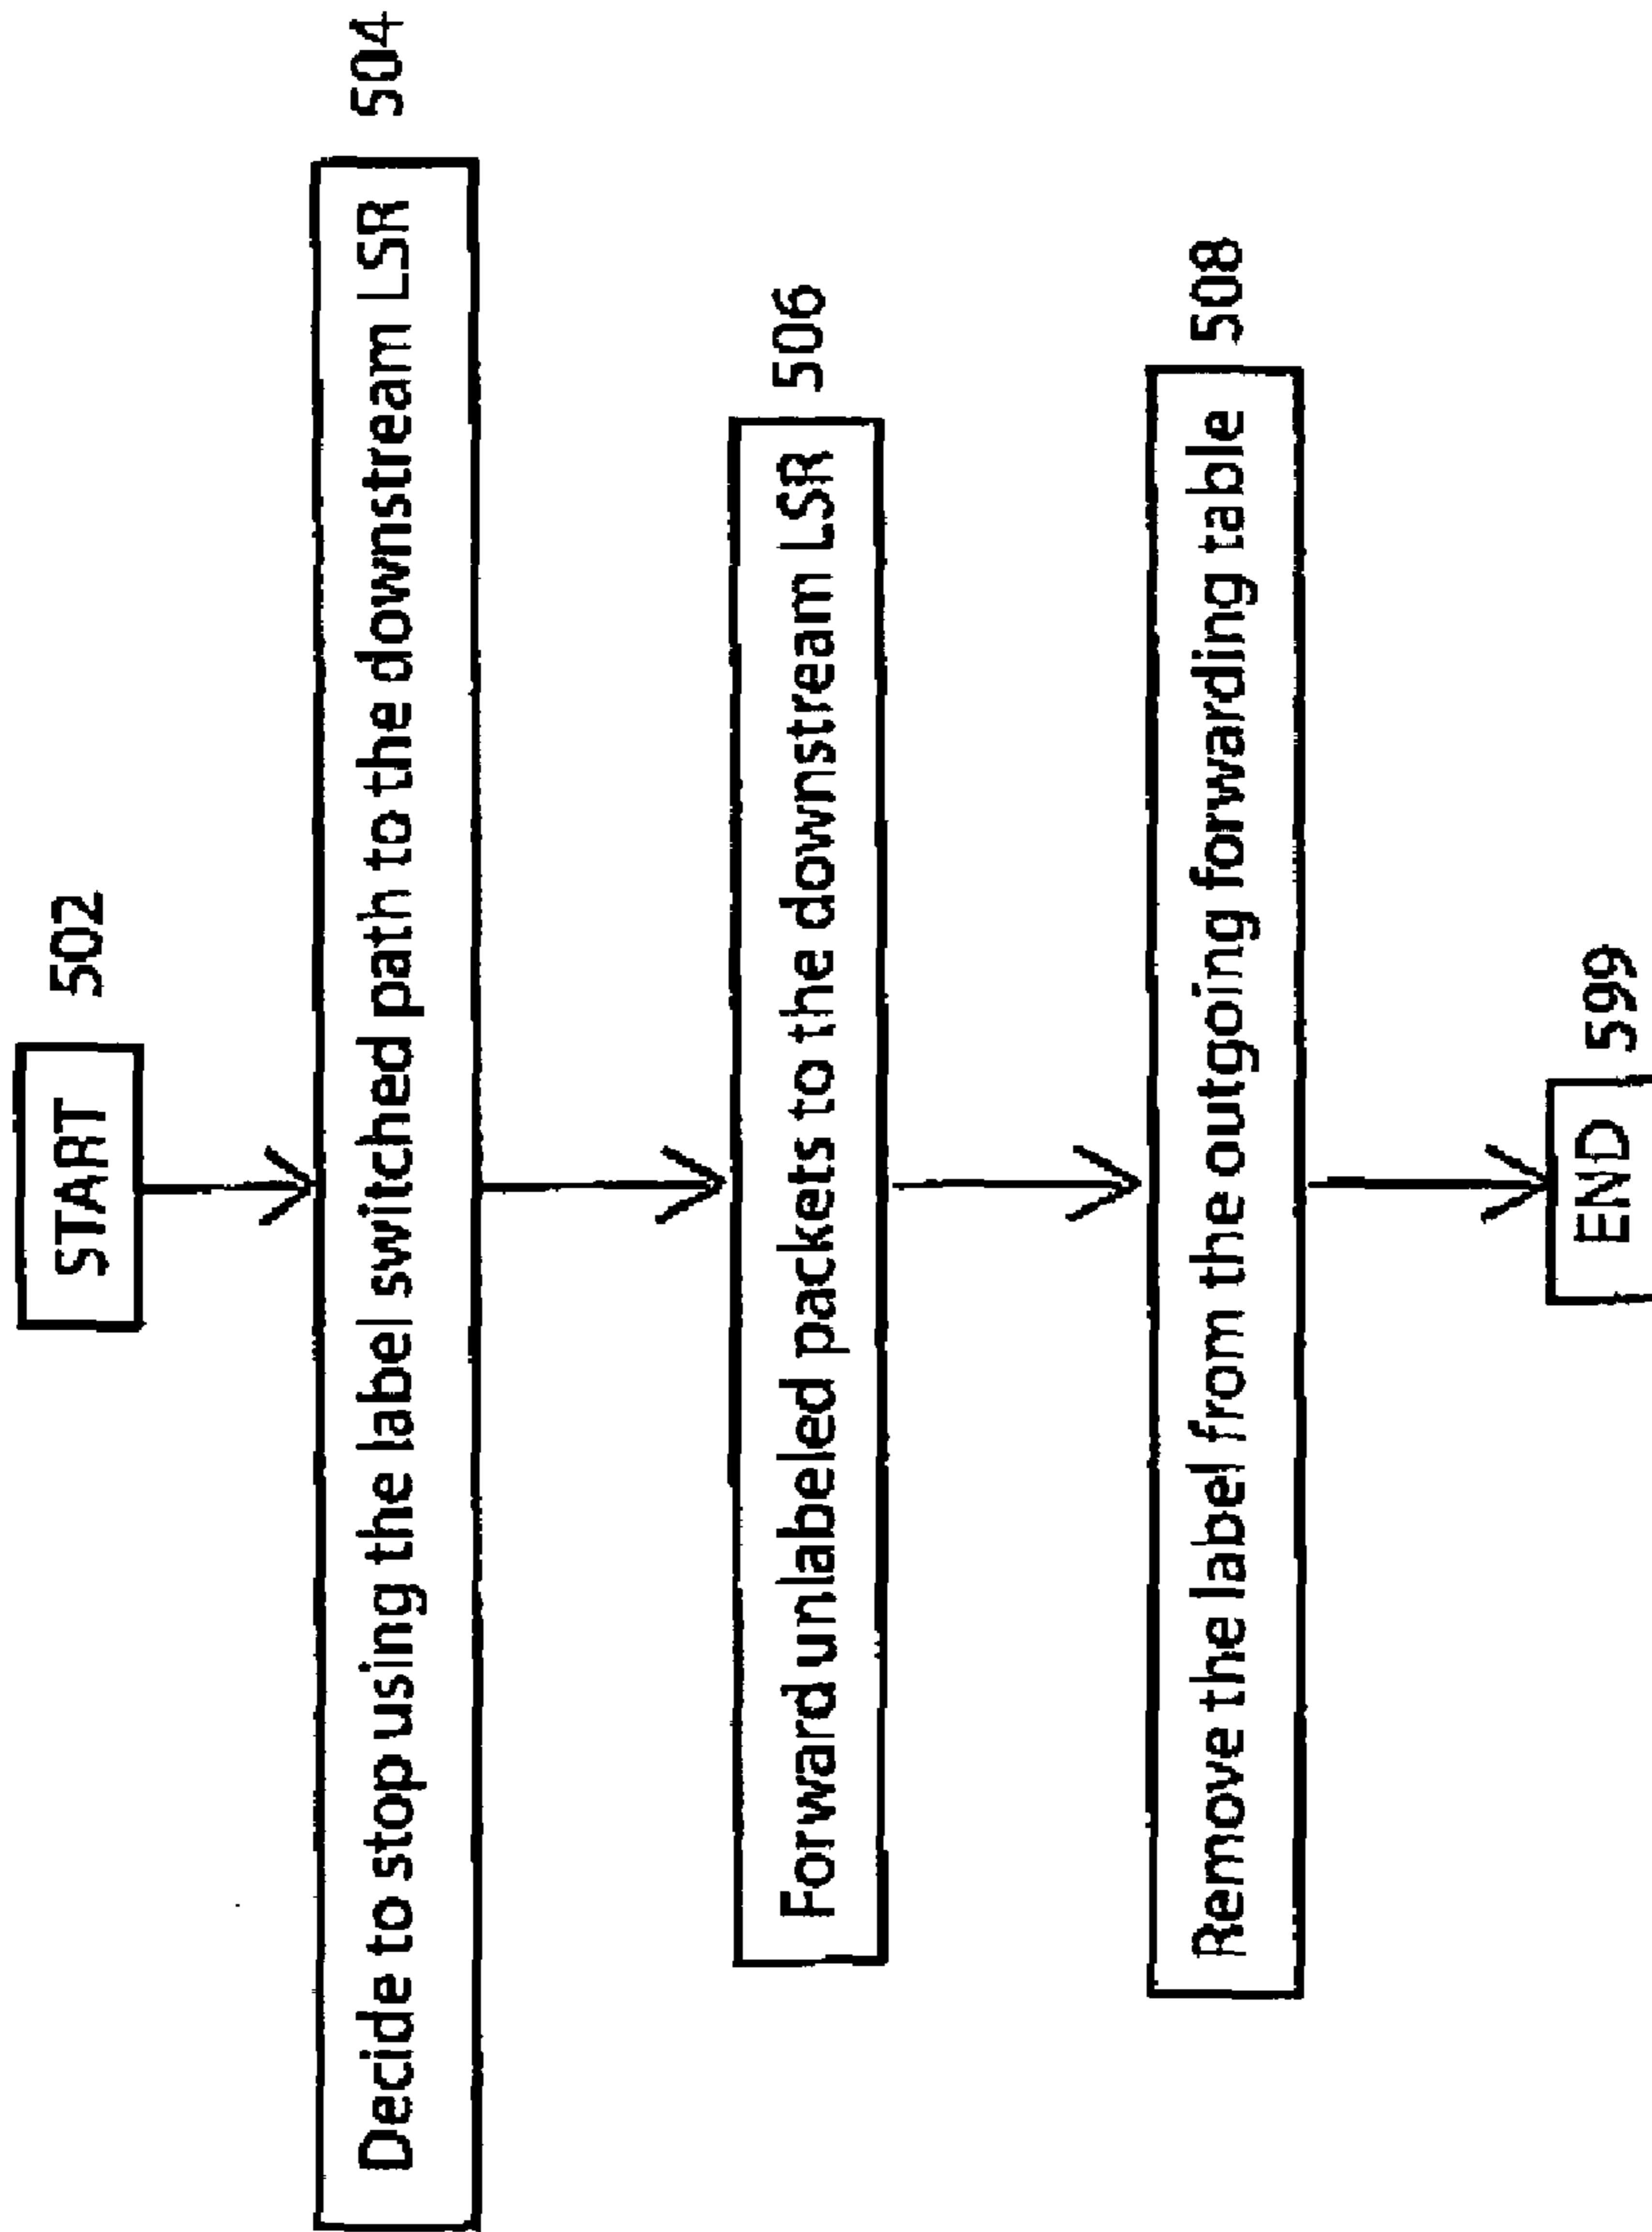 START 502
Decide to stop using the label switched path to the downstream LSR 504
Forward unlabeled packets to the downstream LSR 506
Remove the label from the outgoing forwarding table 508
END 599